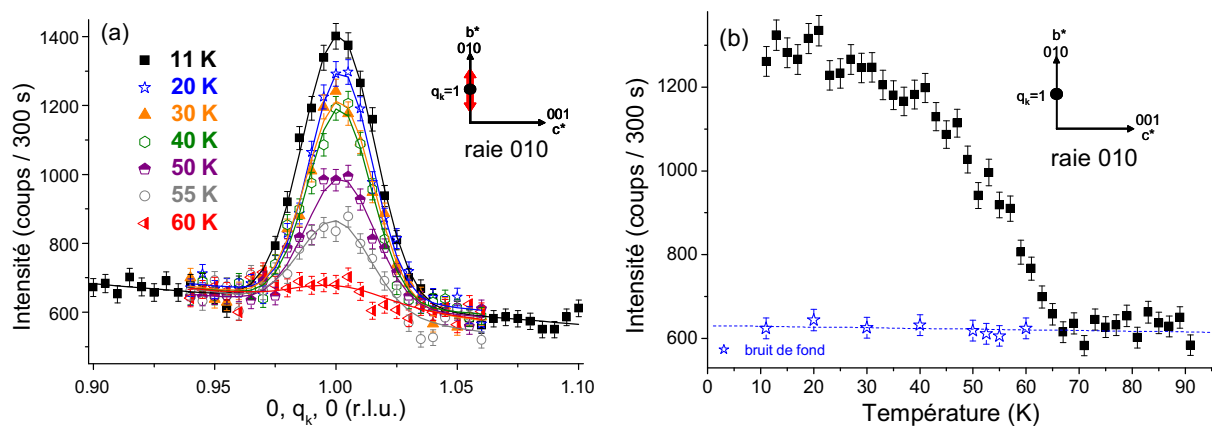 (a)
Intensité (coups / 300 s)
1400
1200
1000
800
600
11 K
20 K
30 K
40 K
50 K
55 K
60 K
b*
010
qk=1
001
c*
raie 010
0.90 0.95 1.00 1.05 1.10
0, qk, 0 (r.l.u.)
(b)
Intensité (coups / 300 s)
1200
1000
800
600
b*
010
qk=1
001
c*
raie 010
bruit de fond
0 10 20 30 40 50 60 70 80 90
Température (K)